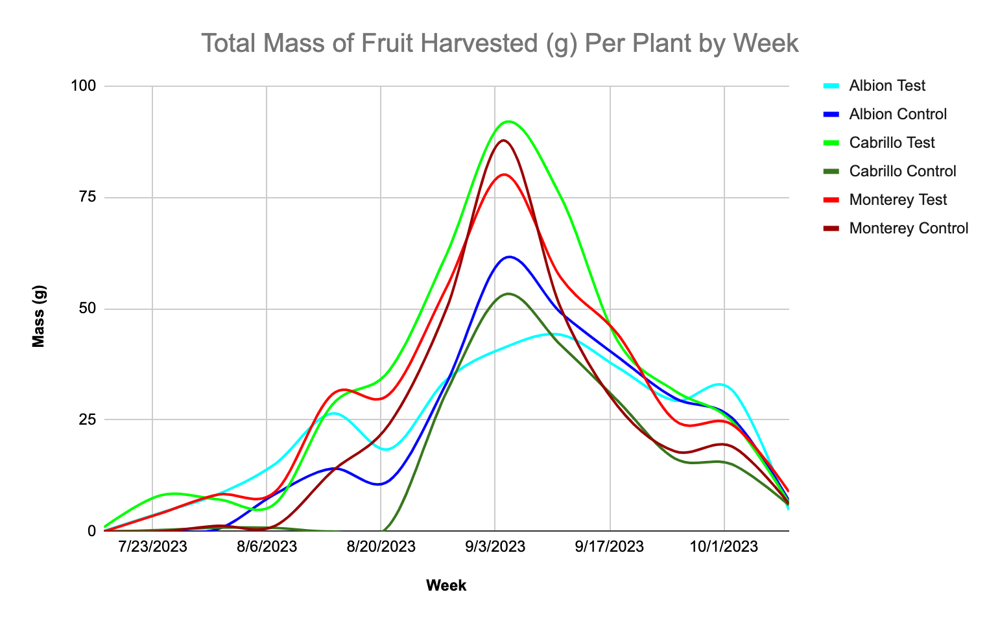 Total Mass of Fruit Harvested (g) Per Plant by Week
100
75
50
25
0
Mass (g)
7/23/2023
8/6/2023
8/20/2023
9/3/2023
9/17/2023
10/1/2023
Week
Albion Test
Albion Control
Cabrillo Test
Cabrillo Control
Monterey Test
Monterey Control